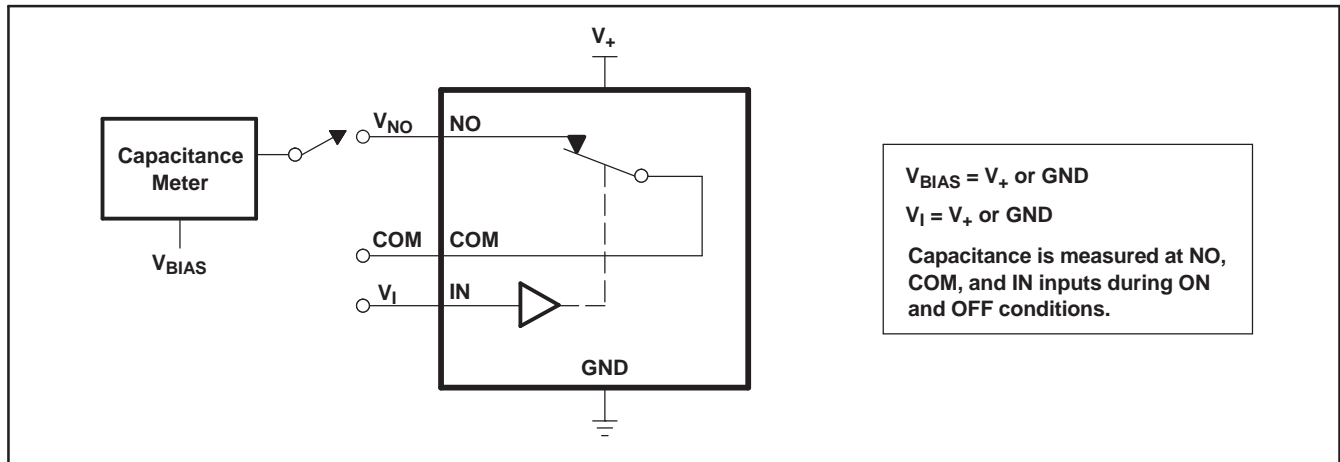 V+
Capacitance
Meter
VBIAS
VNO
NO
COM
COM
VI
IN
GND
VBIAS = V+ or GND
VI = V+ or GND
Capacitance is measured at NO,
COM, and IN inputs during ON
and OFF conditions.